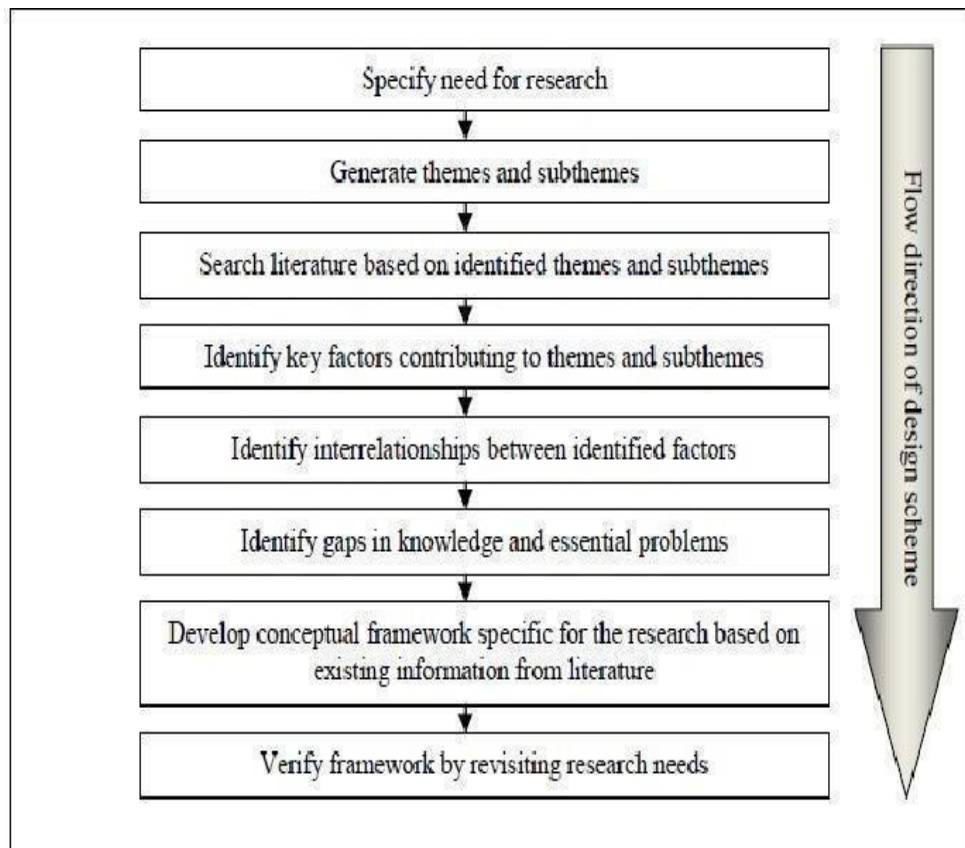 Specify need for research
Generate themes and subthemes
Search literature based on identified themes and subthemes
Identify key factors contributing to themes and subthemes
Identify interrelationships between identified factors
Identify gaps in knowledge and essential problems
Develop conceptual framework specific for the research based on
existing information from literature
Verify framework by revisiting research needs
Flow direction of design scheme